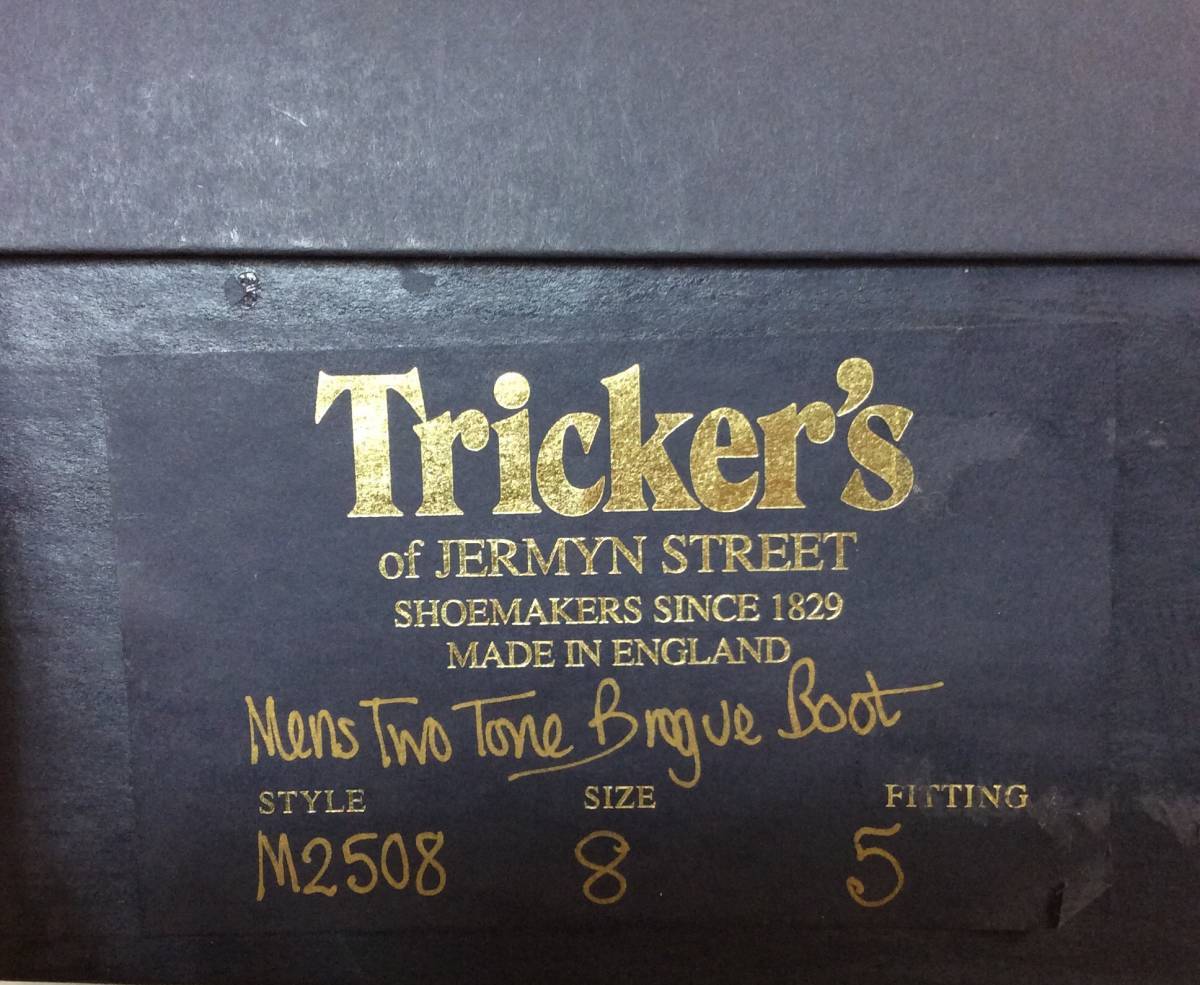 Tricker's
of JERMYN STREET
SHOEMAKERS SINCE 1829
MADE IN ENGLAND
Mens Two Tone Brogue Boot
STYLE SIZE FITTING
M2508 8 5